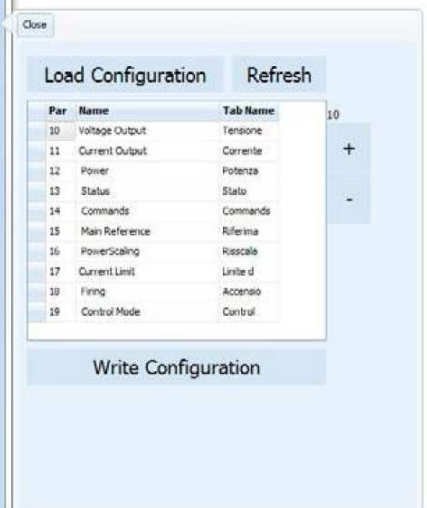 Close
Load Configuration Refresh
Par Name Tab Name
10
10 Voltage Output Tensione
11 Current Output Corrente
+
12 Power Potenza
13 Status Stato
-
14 Commands Commands
15 Main Reference Riferima
16 PowerScaling Risscala
17 Current Limit Linite d
18 Firing Accensio
19 Control Mode Control
Write Configuration